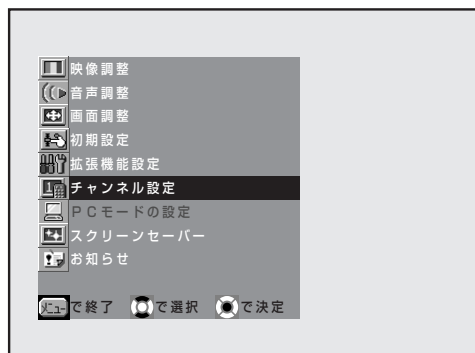 映像調整
音声調整
画面調整
初期設定
拡張機能設定
チャンネル設定
PCモードの設定
スクリーンセーバー
お知らせ
メニューで終了 で選択 で決定